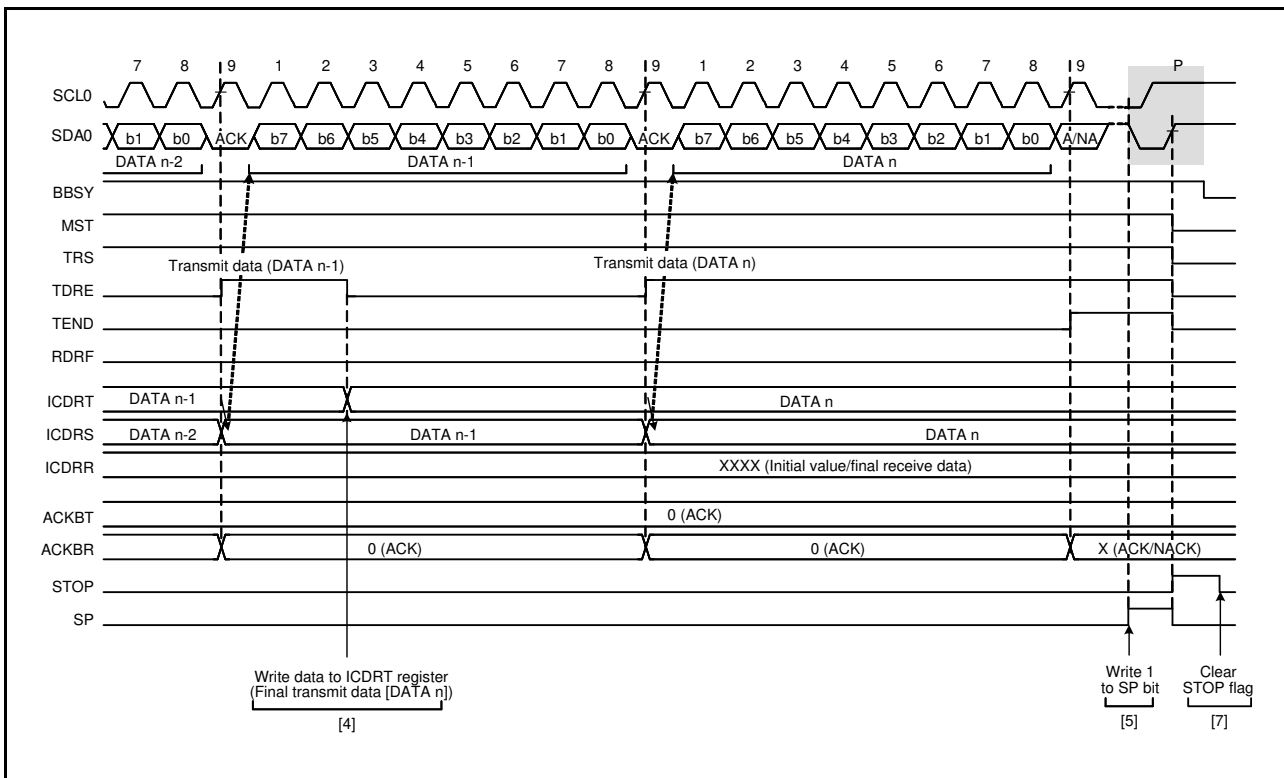 7 8 9 1 2 3 4 5 6 7 8 9 1 2 3 4 5 6 7 8 9 P
SCL0
SDA0 b1 b0 ACK b7 b6 b5 b4 b3 b2 b1 b0 ACK b7 b6 b5 b4 b3 b2 b1 b0 A/NA
DATA n-2 DATA n-1 DATA n
BBSY
MST
TRS
Transmit data (DATA n-1) Transmit data (DATA n)
TDRE
TEND
RDRF
ICDRT DATA n-1 DATA n
ICDRS DATA n-2 DATA n-1 DATA n
ICDRR XXXX (Initial value/final receive data)
ACKBT 0 (ACK)
ACKBR 0 (ACK) 0 (ACK) X (ACK/NACK)
STOP
SP
Write data to ICDRT register
(Final transmit data [DATA n])
[4]
Write 1
to SP bit
[5]
Clear
STOP flag
[7]